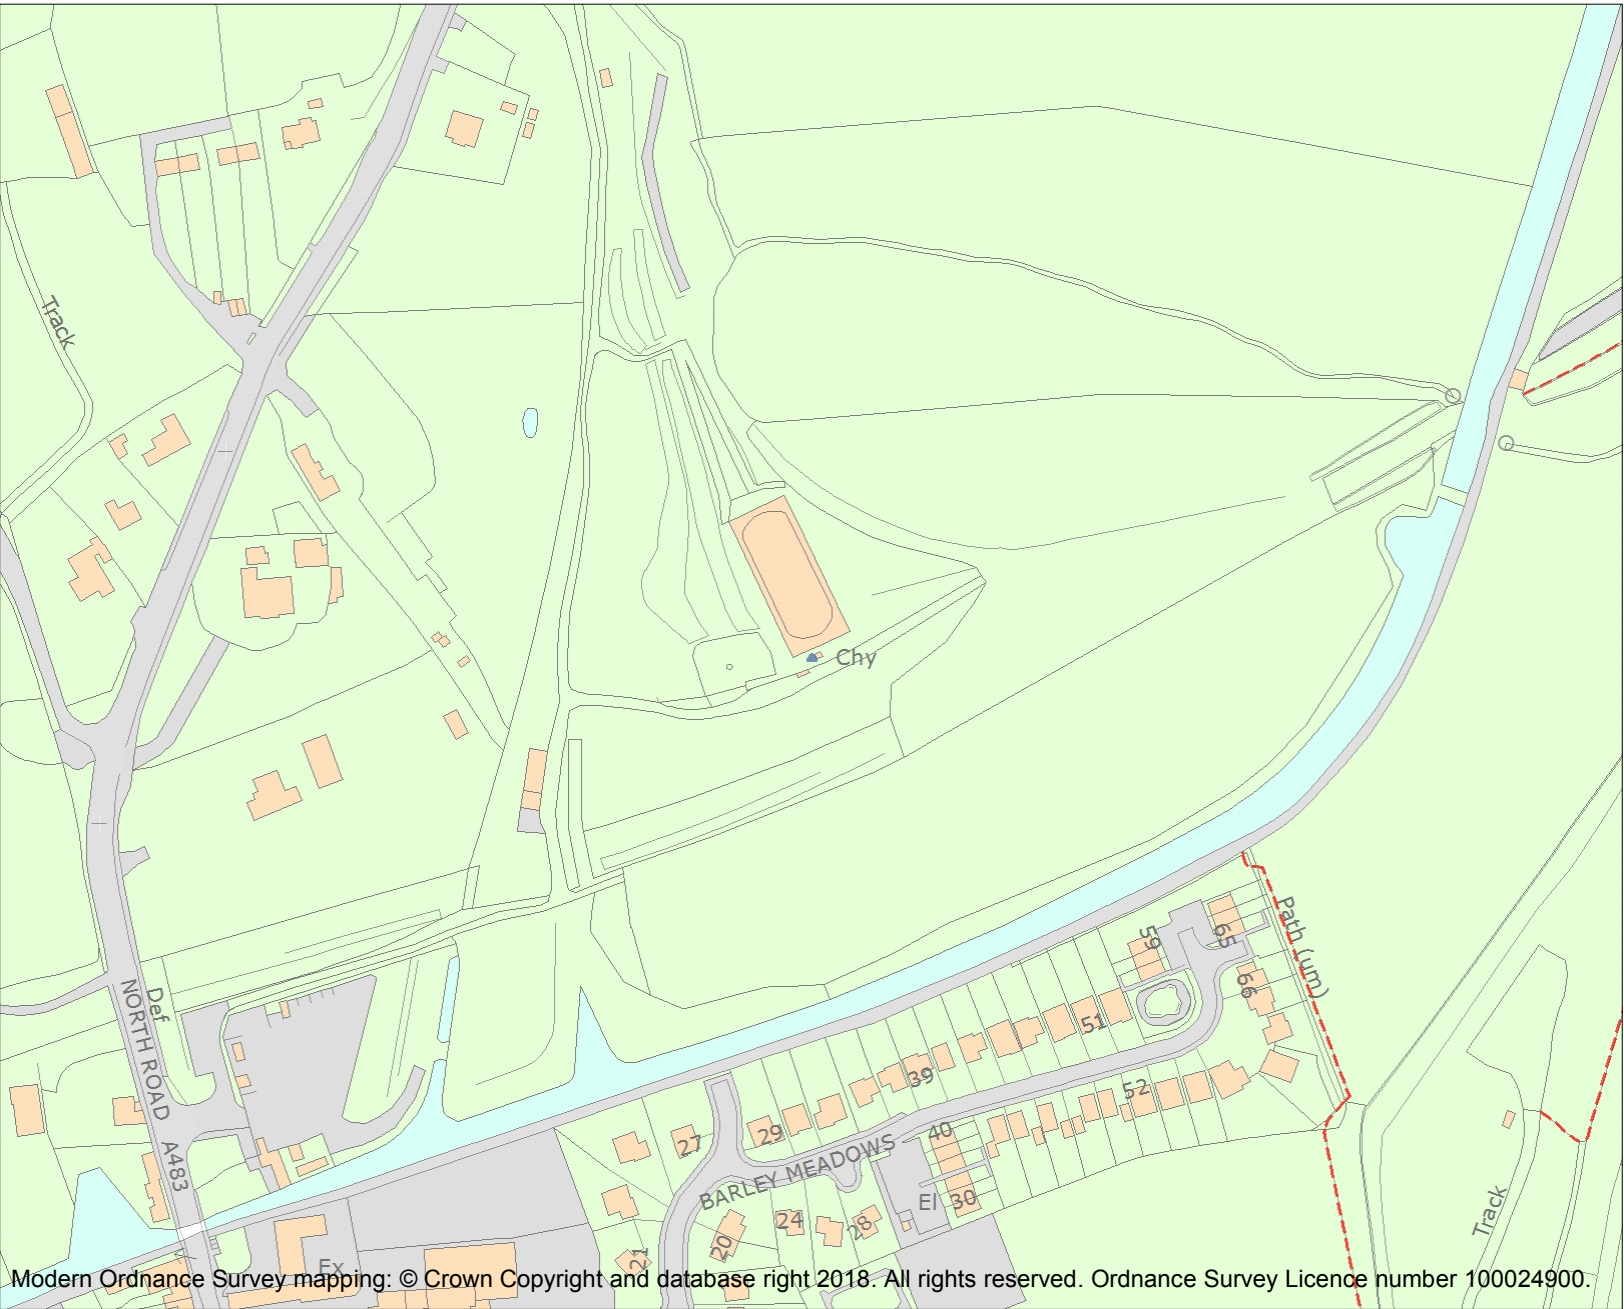 Track
Chy
Def
NORTH ROAD
A483
Path (um)
59
65
66
51
39
52
27
29
40
BARLEY MEADOWS
El
30
24
28
20
21
Track
Ex
Modern Ordnance Survey mapping: © Crown Copyright and database right 2018. All rights reserved. Ordnance Survey Licence number 100024900.